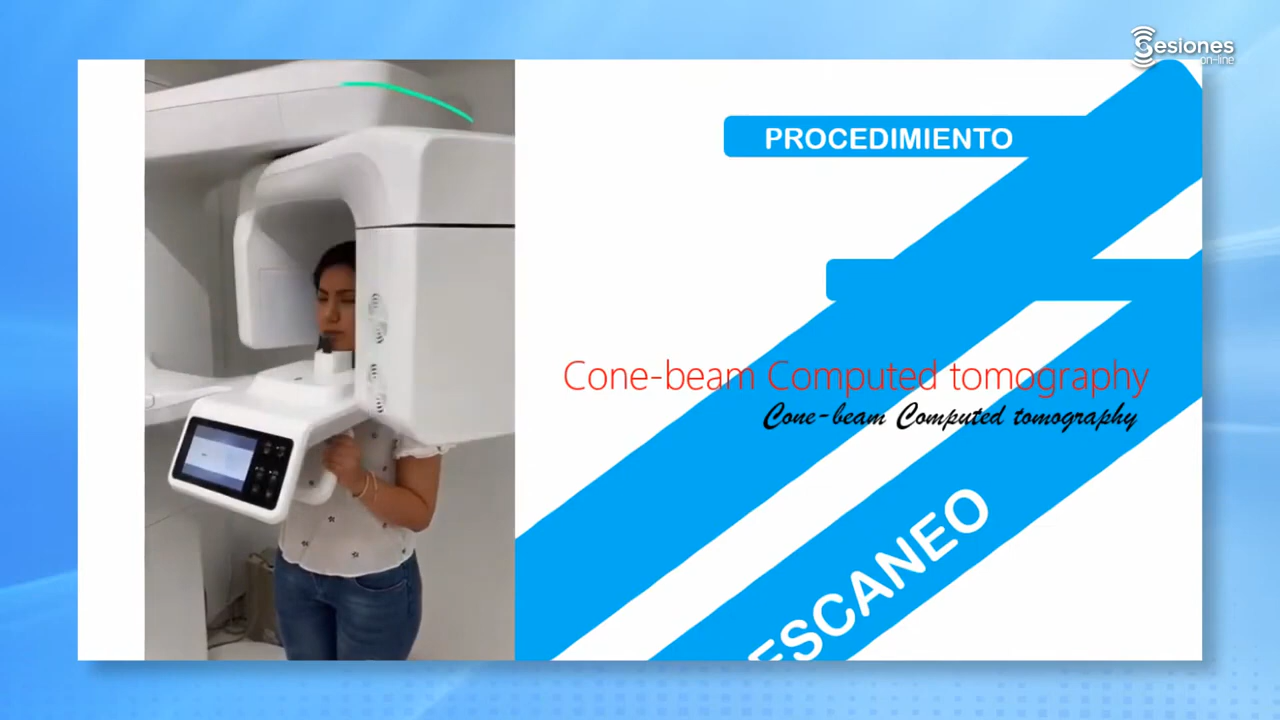 Sesiones
on-line
PROCEDIMIENTO
Cone-beam Computed tomography
Cone-beam Computed tomography
ESCANEO